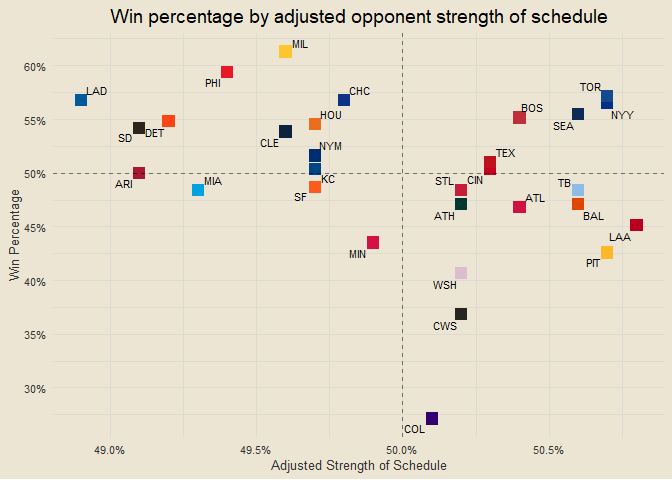 Win percentage by adjusted opponent strength of schedule
MIL
60%
PHI
LAD
CHC
TOR
BOS
NYY
55%
HOU
SEA
SD
DET
CLE
NYM
TEX
50%
ARI
MIA
KC
STL
CIN
TB
SF
ATL
ATH
BAL
45%
LAA
MIN
PIT
40%
WSH
CWS
35%
30%
COL
49.0%
49.5%
50.0%
50.5%
Adjusted Strength of Schedule
Win Percentage